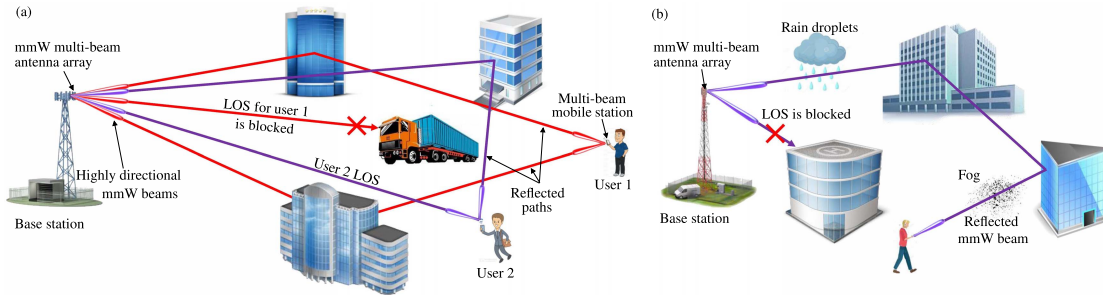 (a)
mmW multi-beam
antenna array
LOS for user 1
is blocked
Multi-beam
mobile station
User 1
User 2 LOS
Highly directional
mmW beams
Reflected
paths
Base station
User 2
(b)
Rain droplets
mmW multi-beam
antenna array
LOS is blocked
Fog
Reflected
mmW beam
Base station
H